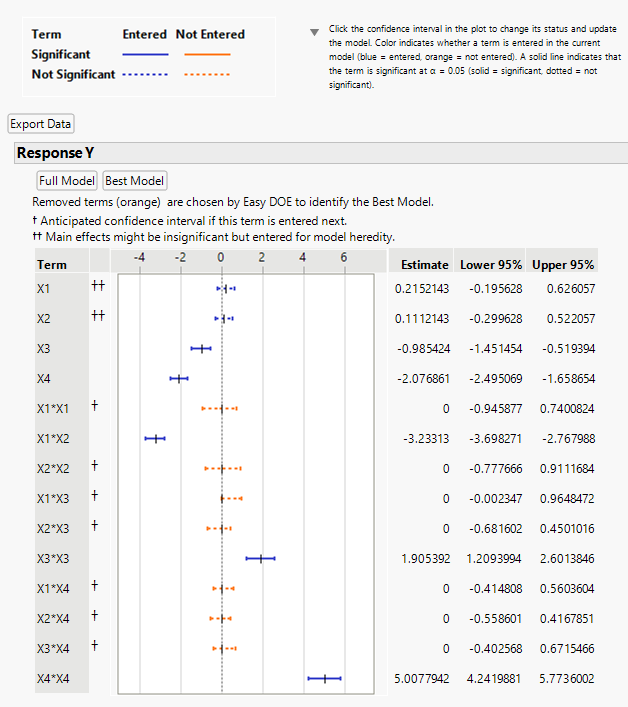 Term Entered Not Entered
Significant
Not Significant
Click the confidence interval in the plot to change its status and update
the model. Color indicates whether a term is entered in the current
model (blue = entered, orange = not entered). A solid line indicates that
the term is significant at α = 0.05 (solid = significant, dotted = not
significant).
Export Data
Response Y
Full Model Best Model
Removed terms (orange) are chosen by Easy DOE to identify the Best Model.
† Anticipated confidence interval if this term is entered next.
†† Main effects might be insignificant but entered for model heredity.
Term -4 -2 0 2 4 6 Estimate Lower 95% Upper 95%
X1 †† 0.2152143 -0.195628 0.626057
X2 †† 0.1112143 -0.299628 0.522057
X3 -0.985424 -1.451454 -0.519394
X4 -2.076861 -2.495069 -1.658654
X1*X1 † 0 -0.945877 0.7400824
X1*X2 -3.23313 -3.698271 -2.767988
X2*X2 † 0 -0.777666 0.9111684
X1*X3 † 0 -0.002347 0.9648472
X2*X3 † 0 -0.681602 0.4501016
X3*X3 1.905392 1.2093994 2.6013846
X1*X4 † 0 -0.414808 0.5603604
X2*X4 † 0 -0.558601 0.4167851
X3*X4 † 0 -0.402568 0.6715466
X4*X4 5.0077942 4.2419881 5.7736002